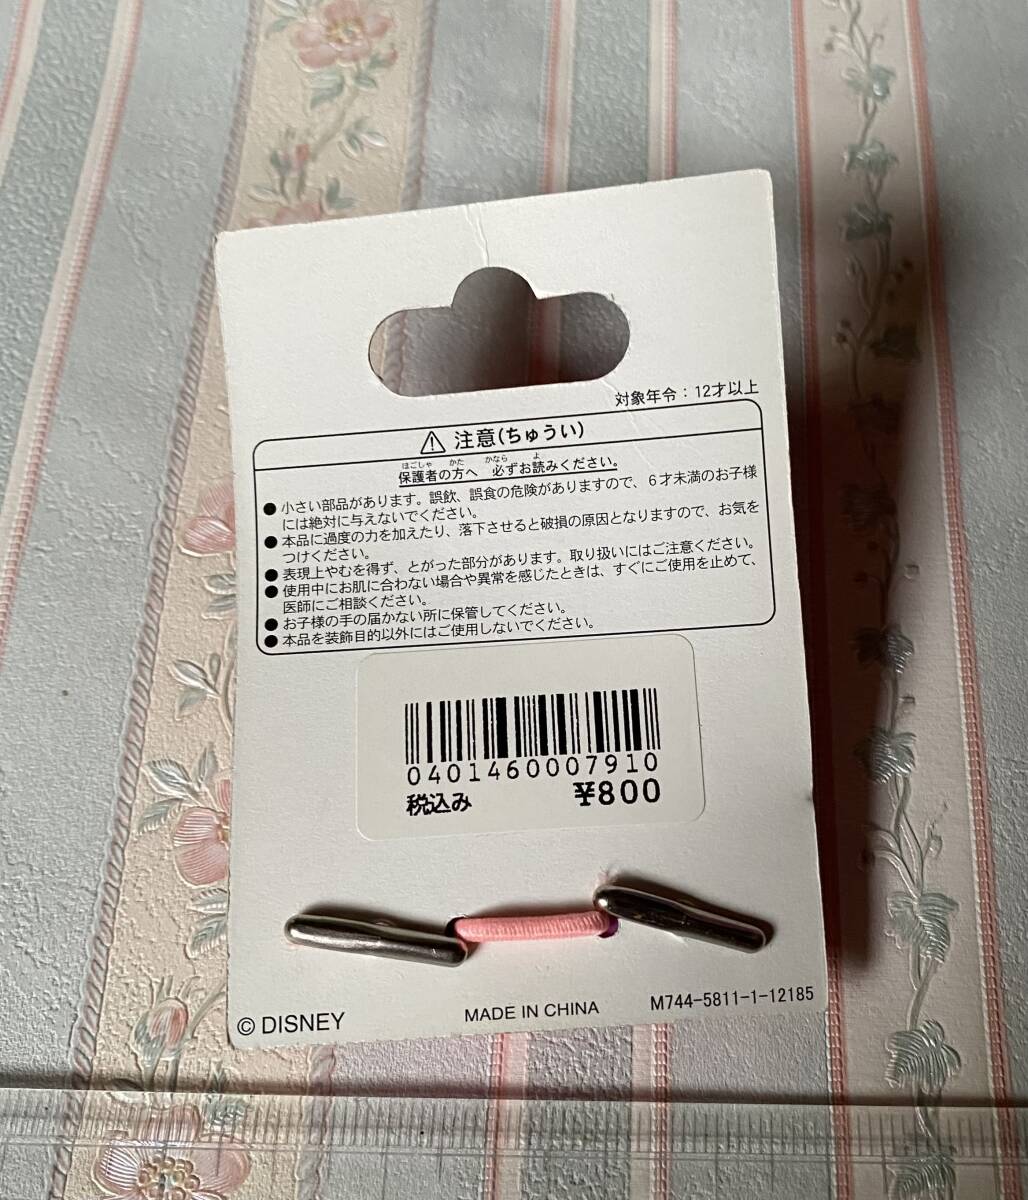 対象年令：12才以上
⚠ 注意(ちゅうい)
ほごしゃ かた かなら よ
保護者の方へ 必ずお読みください。
● 小さい部品があります。誤飲、誤食の危険がありますので、６才未満のお子様
には絶対に与えないでください。
● 本品に過度の力を加えたり、落下させると破損の原因となりますので、お気を
つけください。
● 表現上やむを得ず、とがった部分があります。取り扱いにはご注意ください。
● 使用中にお肌に合わない場合や異常を感じたときは、すぐにご使用を止めて、
医師にご相談ください。
● お子様の手の届かない所に保管してください。
● 本品を装飾目的以外にはご使用しないでください。
0401460007910
税込み ¥800
© DISNEY MADE IN CHINA M744-5811-1-12185